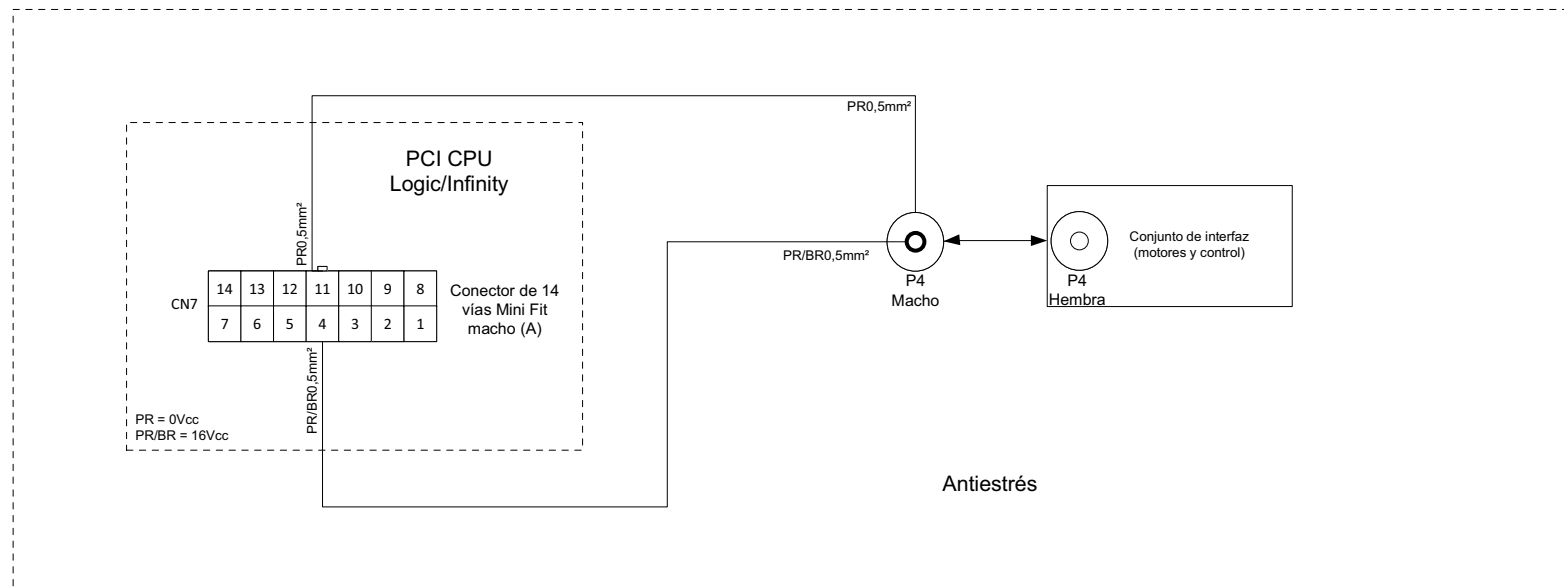 PR0,5mm²
PCI CPU
Logic/Infinity
PR0,5mm²
PR/BR0,5mm²
Conjunto de interfaz
(motores y control)
P4
Macho
P4
Hembra
CN7
14 13 12 11 10 9 8
7 6 5 4 3 2 1
Conector de 14
vías Mini Fit
macho (A)
PR/BR0,5mm²
PR = 0Vcc
PR/BR = 16Vcc
Antiestrés